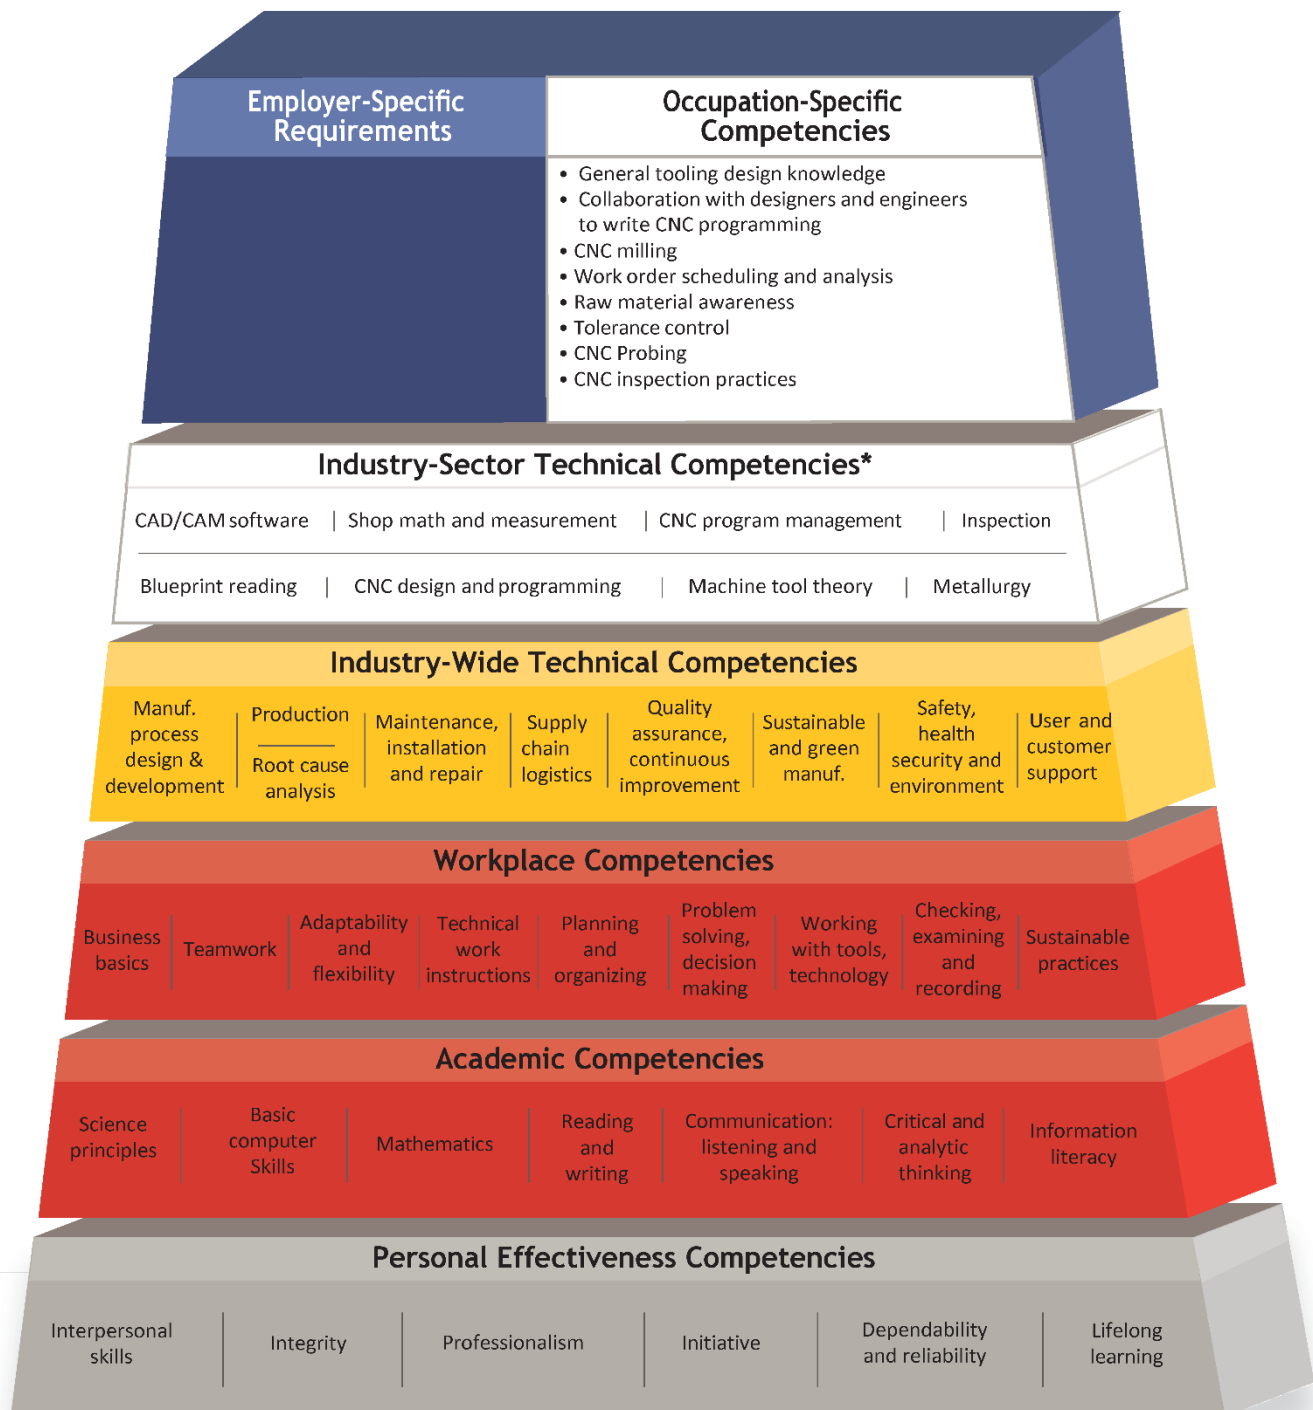 Employer-Specific
Requirements
Occupation-Specific
Competencies
• General tooling design knowledge
• Collaboration with designers and engineers
to write CNC programming
• CNC milling
• Work order scheduling and analysis
• Raw material awareness
• Tolerance control
• CNC Probing
• CNC inspection practices
Industry-Sector Technical Competencies*
CAD/CAM software | Shop math and measurement | CNC program management | Inspection
Blueprint reading | CNC design and programming | Machine tool theory | Metallurgy
Industry-Wide Technical Competencies
Manuf.
process
design &
development
Production
Root cause
analysis
Maintenance,
installation
and repair
Supply
chain
logistics
Quality
assurance,
continuous
improvement
Sustainable
and green
manuf.
Safety,
health
security and
environment
User and
customer
support
Workplace Competencies
Business
basics
Teamwork
Adaptability
and
flexibility
Technical
work
instructions
Planning
and
organizing
Problem
solving,
decision
making
Working
with tools,
technology
Checking,
examining
and
recording
Sustainable
practices
Academic Competencies
Science
principles
Basic
computer
Skills
Mathematics
Reading
and
writing
Communication:
listening and
speaking
Critical and
analytic
thinking
Information
literacy
Personal Effectiveness Competencies
Interpersonal
skills
Integrity
Professionalism
Initiative
Dependability
and reliability
Lifelong
learning